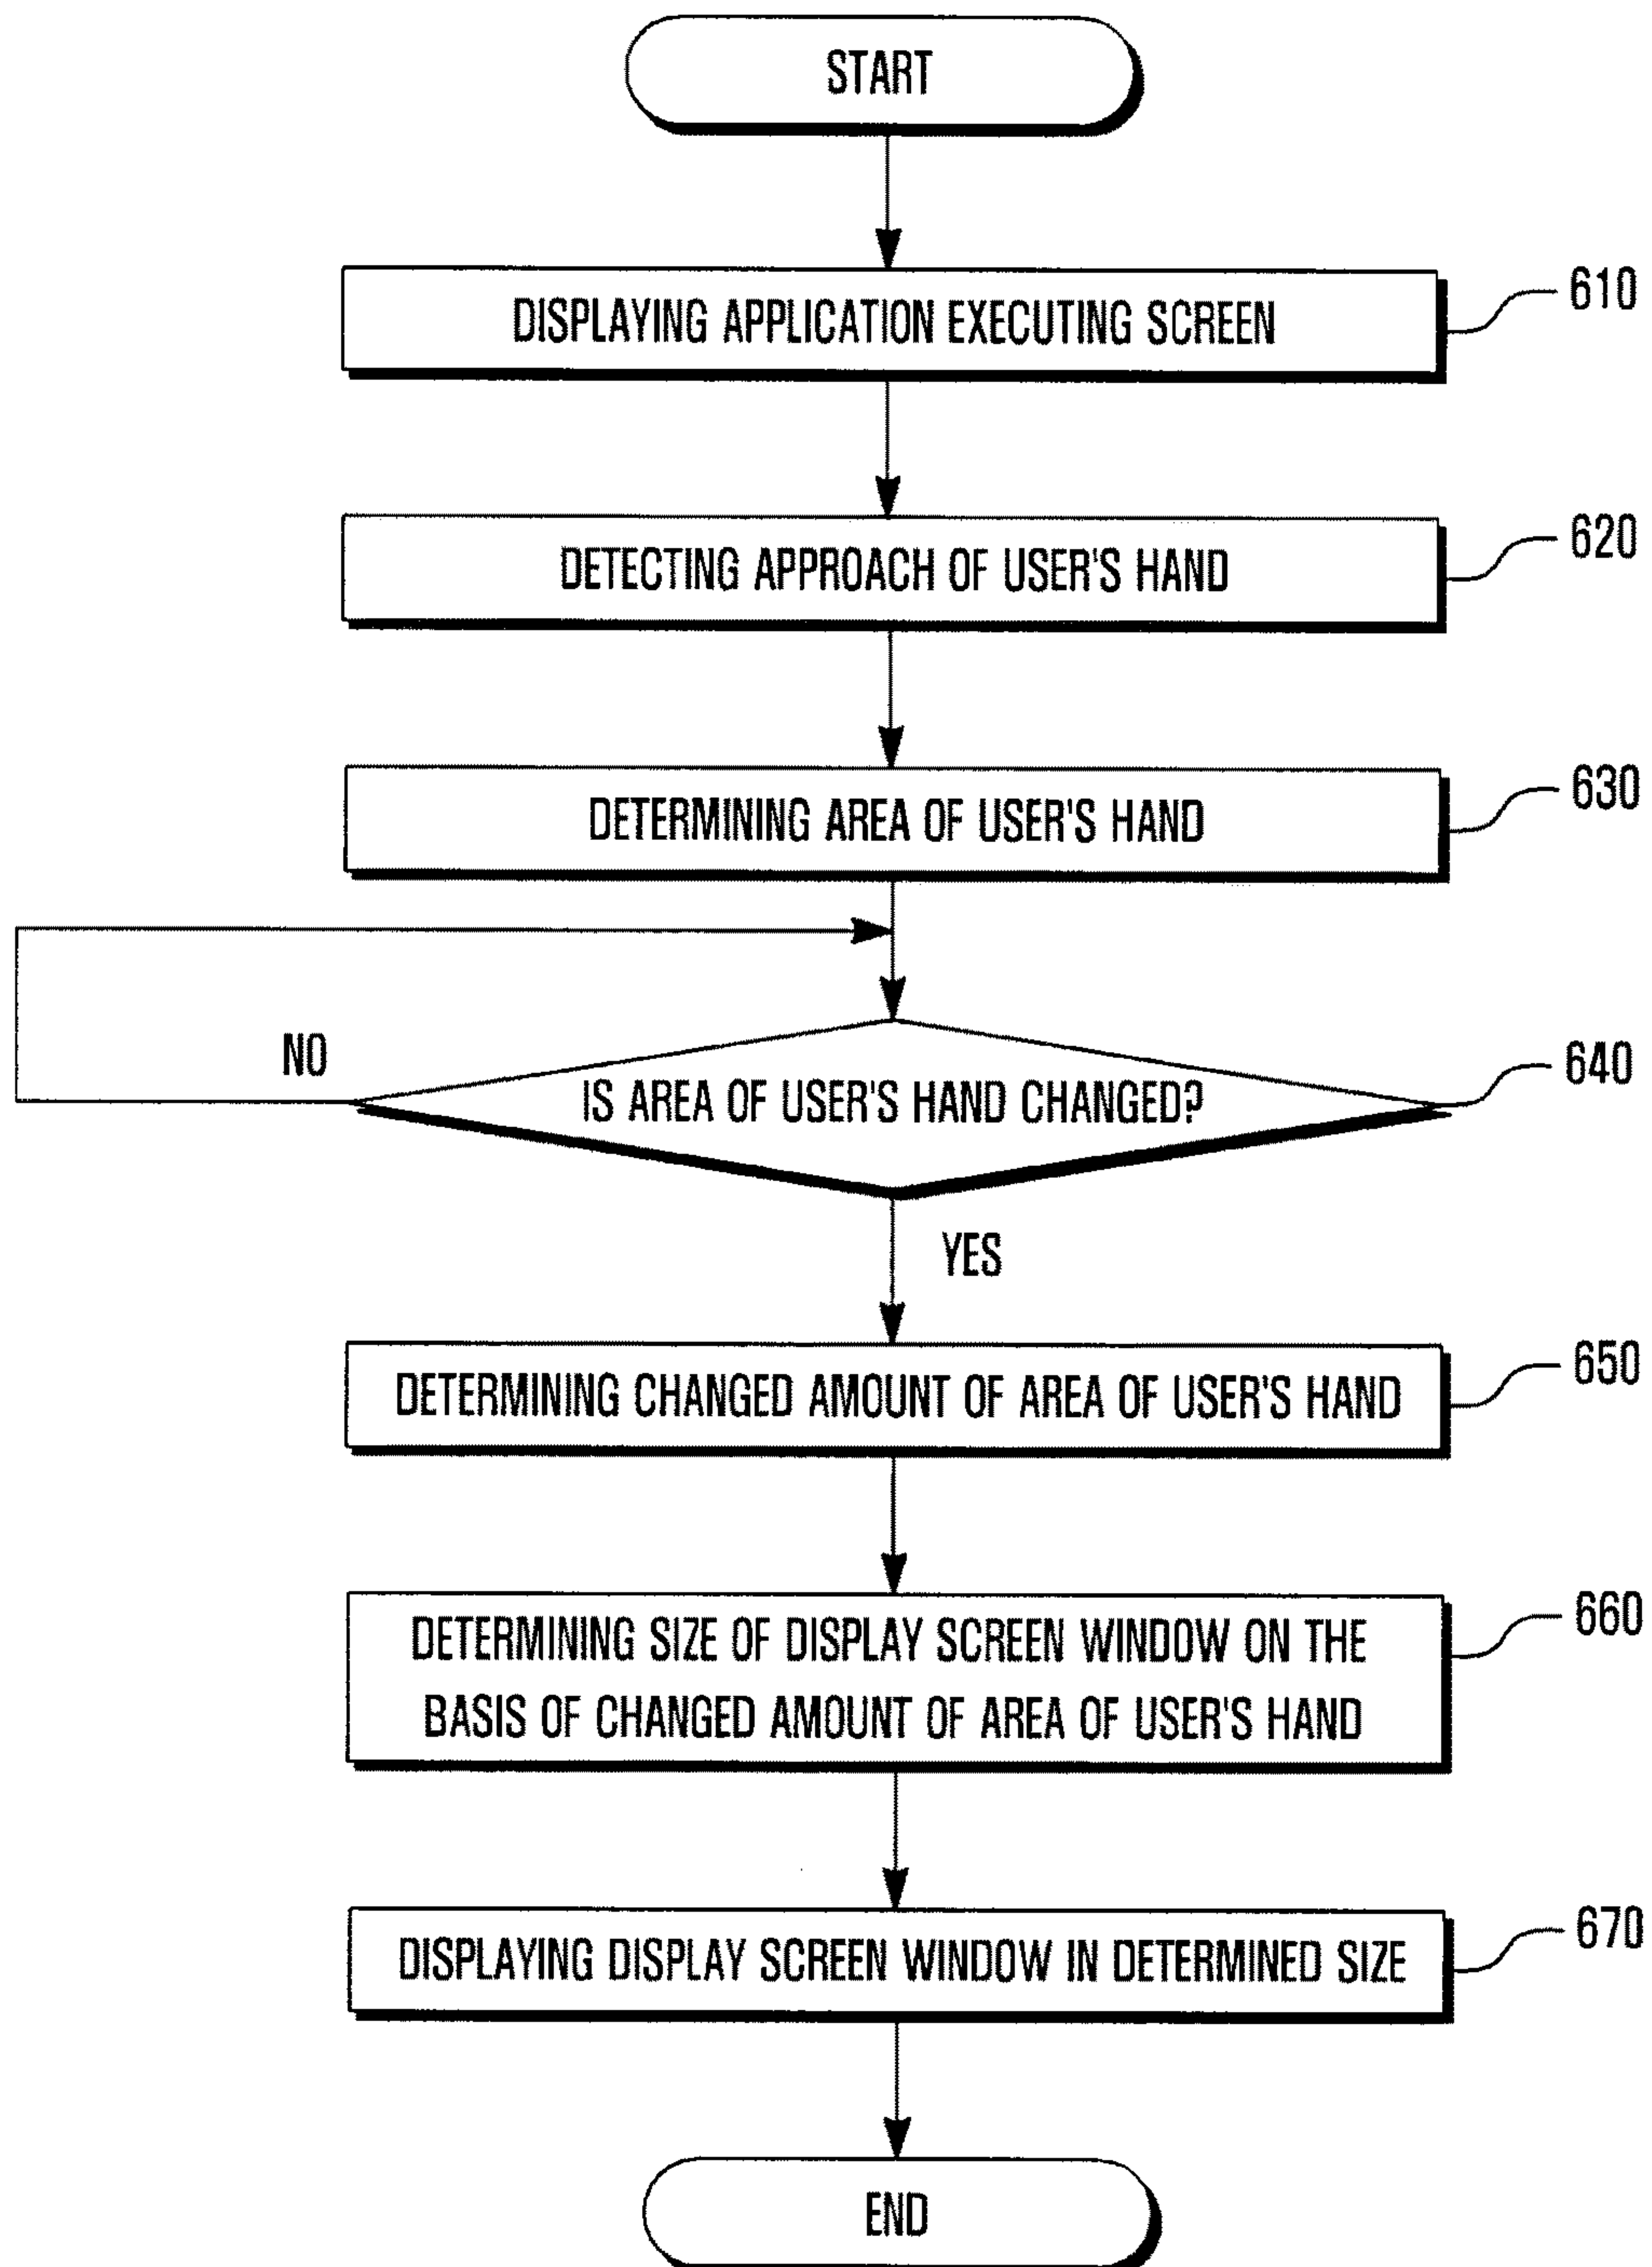 START
DISPLAYING APPLICATION EXECUTING SCREEN
610
DETECTING APPROACH OF USER'S HAND
620
DETERMINING AREA OF USER'S HAND
630
NO
IS AREA OF USER'S HAND CHANGED?
640
YES
DETERMINING CHANGED AMOUNT OF AREA OF USER'S HAND
650
DETERMINING SIZE OF DISPLAY SCREEN WINDOW ON THE
BASIS OF CHANGED AMOUNT OF AREA OF USER'S HAND
660
DISPLAYING DISPLAY SCREEN WINDOW IN DETERMINED SIZE
670
END